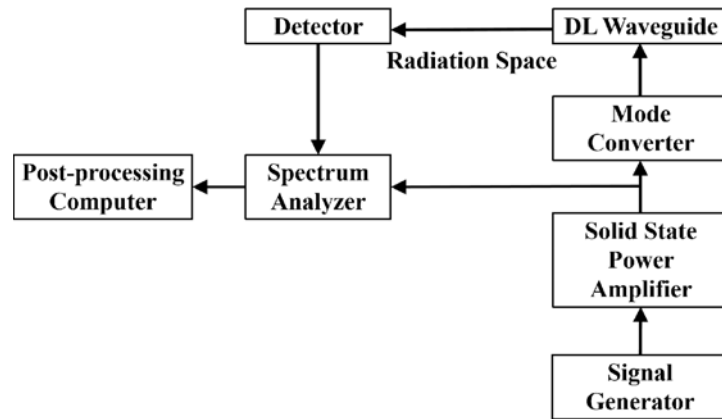 Detector
DL Waveguide
Radiation Space
Mode
Converter
Post-processing
Computer
Spectrum
Analyzer
Solid State
Power
Amplifier
Signal
Generator